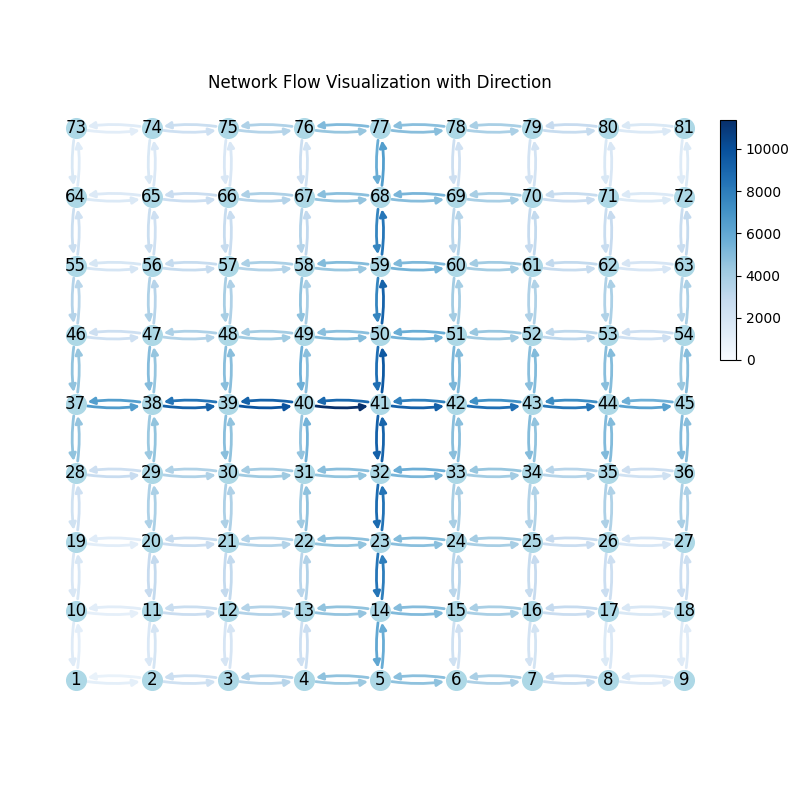 Network Flow Visualization with Direction
73 74 75 76 77 78 79 80 81
10000
64 65 66 67 68 69 70 71 72
8000
6000
55 56 57 58 59 60 61 62 63
4000
2000
46 47 48 49 50 51 52 53 54
0
37 38 39 40 41 42 43 44 45
28 29 30 31 32 33 34 35 36
19 20 21 22 23 24 25 26 27
10 11 12 13 14 15 16 17 18
1 2 3 4 5 6 7 8 9